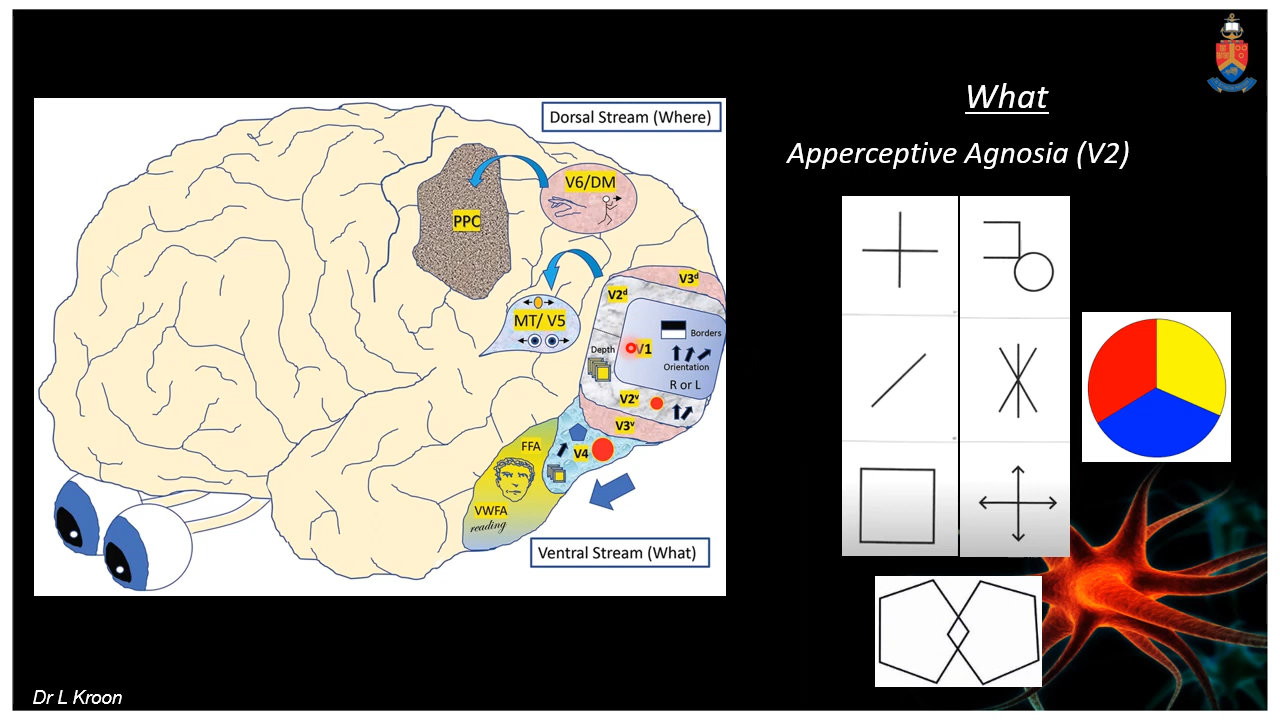 What
Apperceptive Agnosia (V2)
Dorsal Stream (Where)
V6/DM
PPC
V3d
V2d
MT/ V5
Borders
V1
Depth
Orientation
R or L
V2v
V3v
FFA
V4
VWFA
reading
Ventral Stream (What)
Dr L Kroon